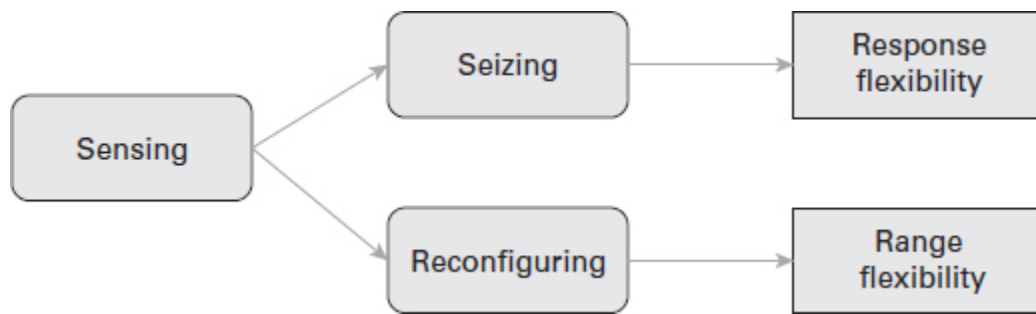 Sensing
Seizing
Response
flexibility
Reconfiguring
Range
flexibility